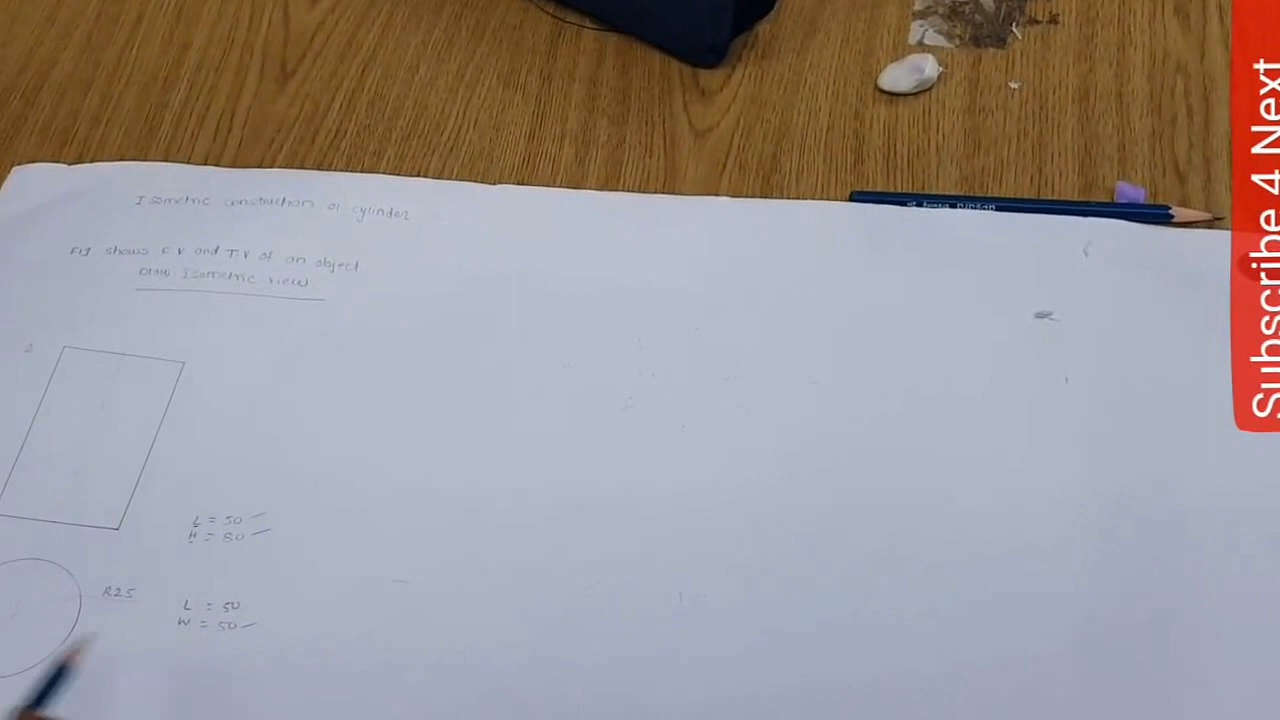 Isometric construction of cylinder
Fig shows F.V and T.V of an object
Draw Isometric view.
L = 50
H = 80
R25
L = 50
W = 50
Subscribe 4 Next